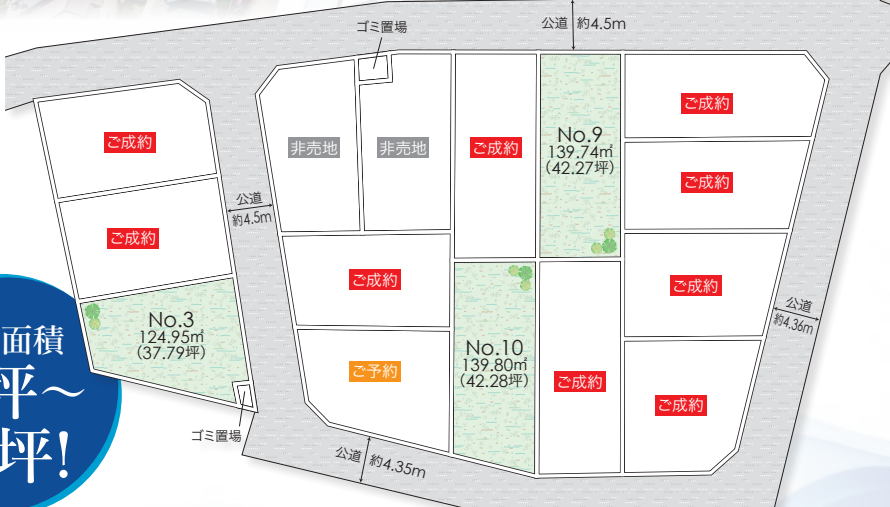 ゴミ置場
公道 約4.5m
ご成約
非売地
非売地
ご成約
No.9
139.74㎡
(42.27坪)
ご成約
ご成約
公道
約4.5m
ご成約
ご成約
ご成約
公道
約4.36m
No.3
124.95㎡
(37.79坪)
ご予約
No.10
139.80㎡
(42.28坪)
ご成約
ご成約
ゴミ置場
公道 約4.35m
面積
坪〜
坪!